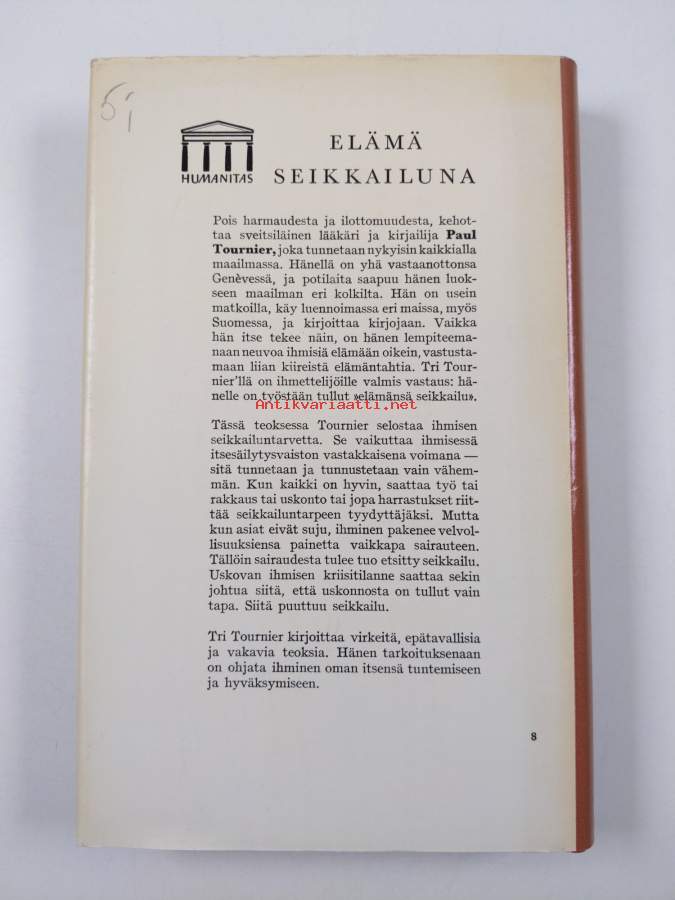 5;
HUMANITAS
ELÄMÄ
SEIKKAILUNA
Pois harmaudesta ja ilottomuudesta, kehot-
taa sveitsiläinen lääkäri ja kirjailija Paul
Tournier, joka tunnetaan nykyisin kaikkialla
maailmassa. Hänellä on yhä vastaanottonsa
Genèvessä, ja potilaita saapuu hänen luok-
seen maailman eri kolkilta. Hän on usein
matkoilla, käy luennoimassa eri maissa, myös
Suomessa, ja kirjoittaa kirjojaan. Vaikka
hän itse tekee näin, on hänen lempiteema-
naan neuvoa ihmisiä elämään oikein, vastusta-
maan liian kiireistä elämäntahtia. Tri Tour-
nier'llä on ihmettelijöille valmis vastaus: hä-
nelle on työstään tullut »elämänsä seikkailu».
Antikvariaatti.net
Tässä teoksessa Tournier selostaa ihmisen
seikkailuntarvetta. Se vaikuttaa ihmisessä
itsesäilytysvaiston vastakkaisena voimana —
sitä tunnetaan ja tunnustetaan vain vähem-
män. Kun kaikki on hyvin, saattaa työ tai
rakkaus tai uskonto tai jopa harrastukset riit-
tää seikkailuntarpeen tyydyttäjäksi. Mutta
kun asiat eivät suju, ihminen pakenee velvol-
lisuuksiensa painetta vaikkapa sairauteen.
Tällöin sairaudesta tulee tuo etsitty seikkailu.
Uskovan ihmisen kriisitilanne saattaa sekin
johtua siitä, että uskonnosta on tullut vain
tapa. Siitä puuttuu seikkailu.
Tri Tournier kirjoittaa virkeitä, epätavallisia
ja vakavia teoksia. Hänen tarkoituksenaan
on ohjata ihminen oman itsensä tuntemiseen
ja hyväksymiseen.
8